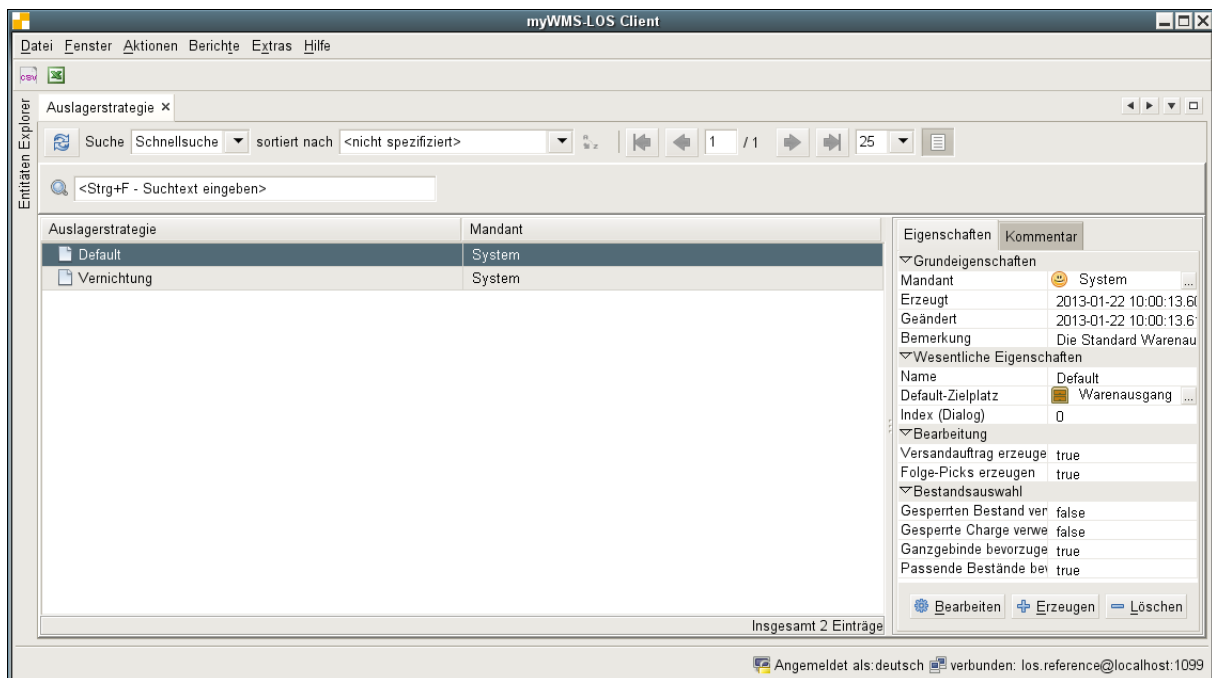 myWMS-LOS Client
Datei Fenster Aktionen Berichte Extras Hilfe
CSV
Entitäten Explorer
Auslagerstrategie
Suche Schnellsuche sortiert nach <nicht spezifiziert> 1 / 1 25
<Strg+F - Suchtext eingeben>
Auslagerstrategie Mandant
Default System
Vernichtung System
Insgesamt 2 Einträge
Eigenschaften Kommentar
Grundeigenschaften
Mandant System ...
Erzeugt 2013-01-22 10:00:13.60
Geändert 2013-01-22 10:00:13.6
Bemerkung Die Standard Warenau
Wesentliche Eigenschaften
Name Default
Default-Zielplatz Warenausgang ...
Index (Dialog) 0
Bearbeitung
Versandauftrag erzeuge true
Folge-Picks erzeugen true
Bestandsauswahl
Gesperrten Bestand ver false
Gesperrte Charge verwe false
Ganzgebinde bevorzuge true
Passende Bestände bev true
Bearbeiten Erzeugen Löschen
Angemeldet als:deutsch verbunden: los.reference@localhost:1099